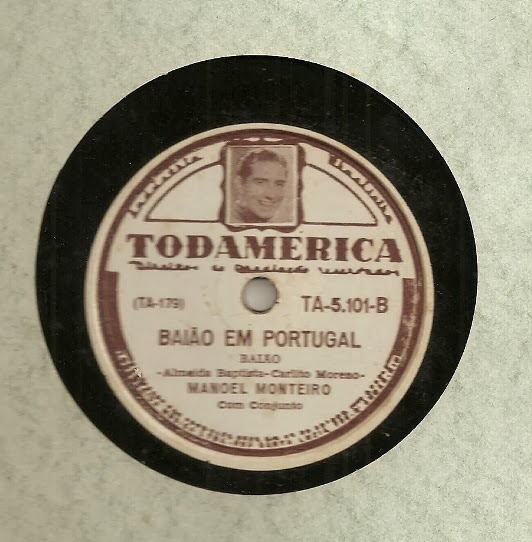 TODAMERICA
(TA-179)
TA-5.101-B
BAIÃO EM PORTUGAL
BAIÃO
-Almeida Baptista-Carlito Moreno-
MANOEL MONTEIRO
Com Conjunto